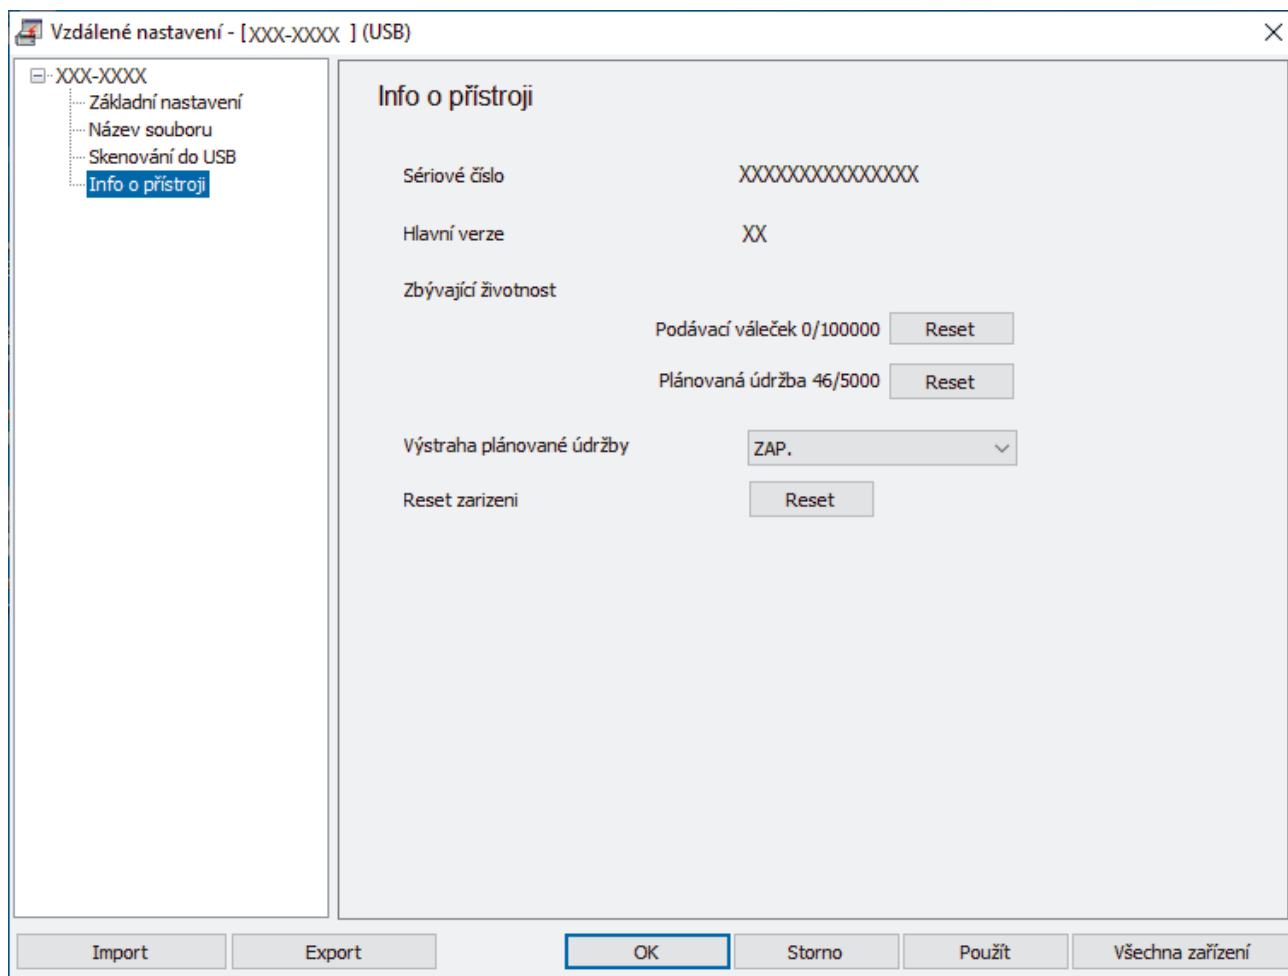 Vzdálené nastavení - [XXX-XXXX ] (USB)
XXX-XXXX
Základní nastavení
Název souboru
Skenování do USB
Info o přístroji
Info o přístroji
Sériové číslo XXXXXXXXXXXXXXX
Hlavní verze XX
Zbývající životnost
Podávací váleček 0/100000 Reset
Plánovaná údržba 46/5000 Reset
Výstraha plánované údržby ZAP.
Reset zarizeni Reset
Import Export OK Storno Použít Všechna zařízení